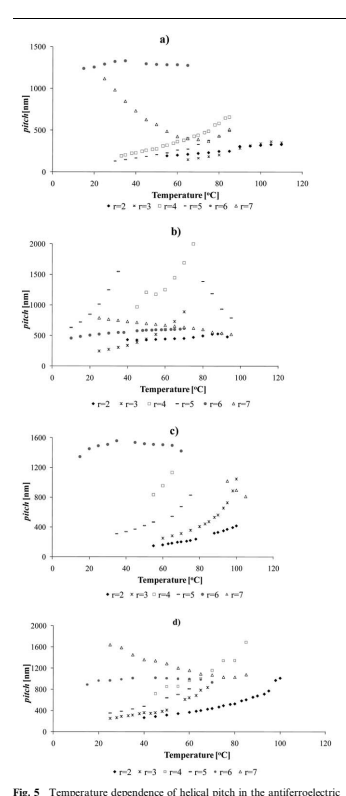 a)
1500
1000
500
0
pitch[nm]
0 20 40 60 80 100 120
Temperature [°C]
♦ r=2 × r=3 □ r=4 - r=5 ● r=6 △ r=7
b)
2000
1500
1000
500
0
pitch[nm]
0 20 40 60 80 100 120
Temperature [°C]
♦ r=2 × r=3 □ r=4 - r=5 ● r=6 △ r=7
c)
1600
1200
800
400
0
pitch[nm]
0 20 40 60 80 100 120
Temperature [°C]
♦ r=2 × r=3 □ r=4 - r=5 ● r=6 △ r=7
d)
2000
1600
1200
800
400
0
pitch [nm]
0 20 40 60 80 100 120
Temperature [°C]
♦ r=2 × r=3 □ r=4 - r=5 ● r=6 △ r=7
Fig. 5 Temperature dependence of helical pitch in the antiferroelectric